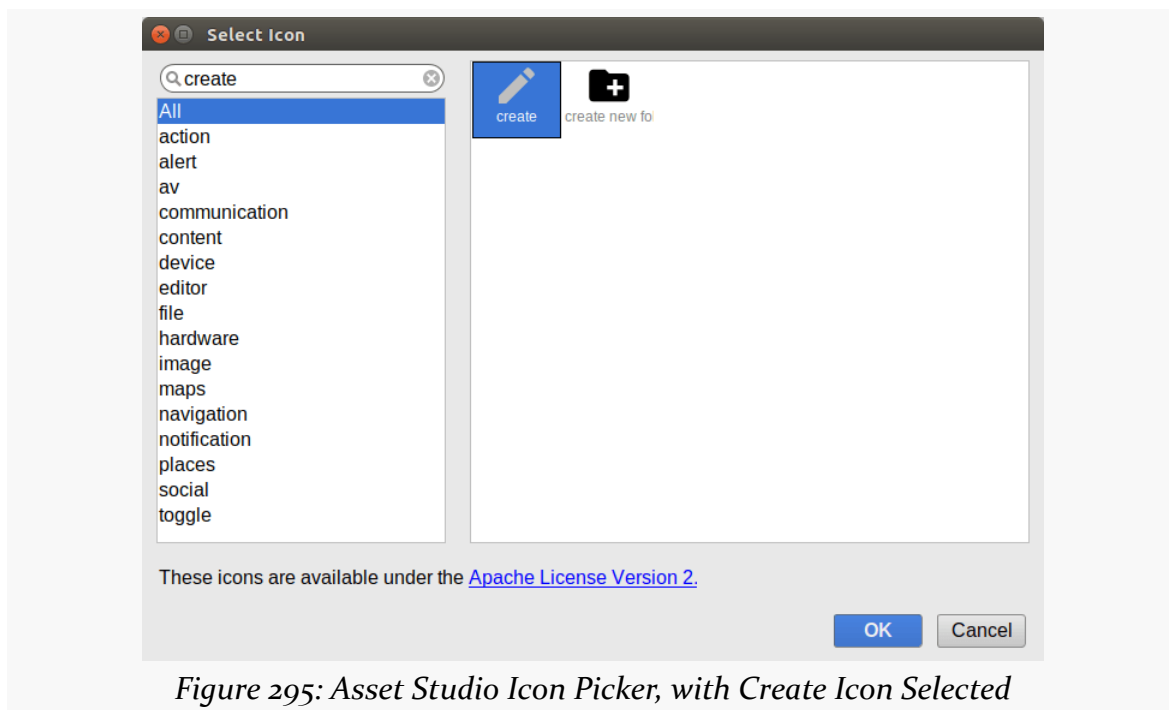 Select Icon
create
All
action
alert
av
communication
content
device
editor
file
hardware
image
maps
navigation
notification
places
social
toggle
create
create new fo
These icons are available under the Apache License Version 2.
OK
Cancel
Figure 295: Asset Studio Icon Picker, with Create Icon Selected